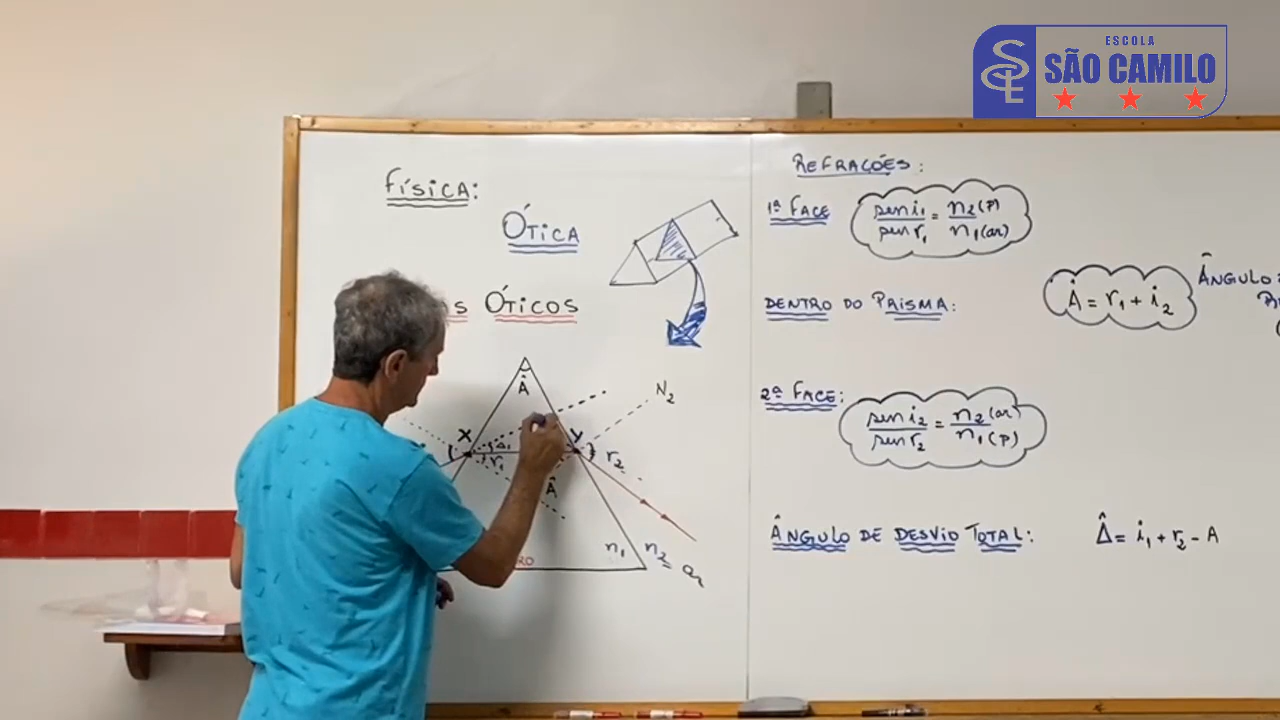 ESCOLA
SÃO CAMILO
FÍSICA:
ÓTICA
ÓTICOS
Â
N₂
X
Y
Δ₁
r₁
r₂
Â
n₁
n₂ = ar
REFRAÇÕES:
1ª FACE
sen i₁ / sen r₁ = n₂(P) / n₁(ar)
DENTRO DO PRISMA:
Â = r₁ + i₂
ÂNGULO
2ª FACE:
sen i₂ / sen r₂ = n₂(ar) / n₁(P)
ÂNGULO DE DESVIO TOTAL:
Δ̂ = i₁ + r₂ - A